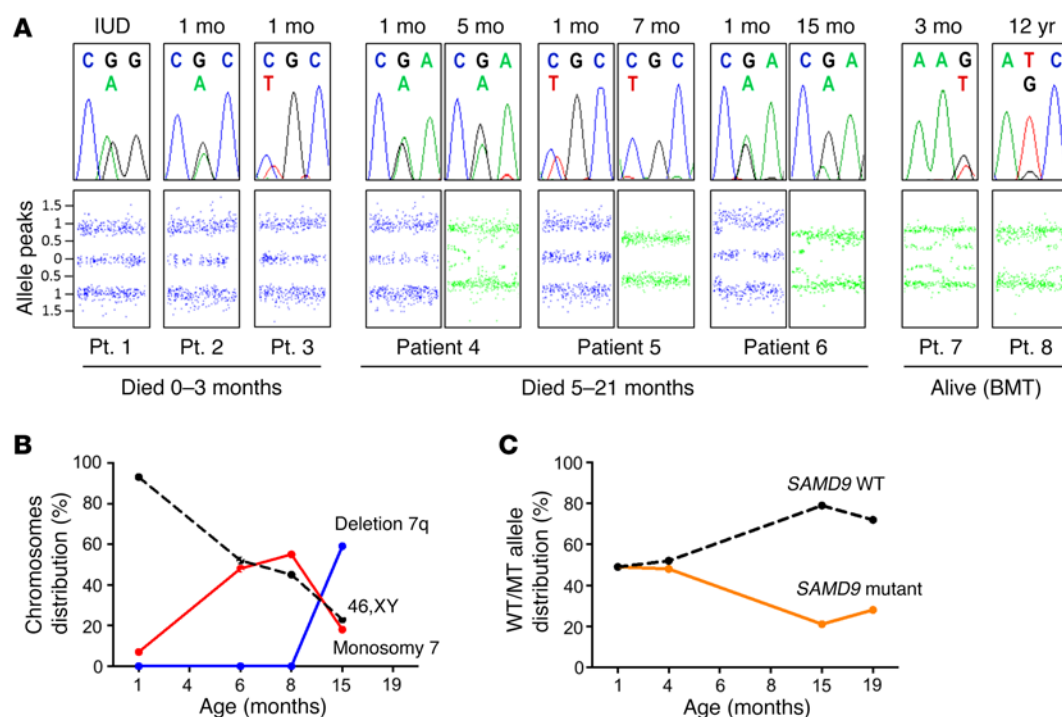 A
IUD 1 mo 1 mo 1 mo 5 mo 1 mo 7 mo 1 mo 15 mo 3 mo 12 yr
C G G C G C C G C C G A C G A C G C C G C C G A C G A A A G A T C
A A T A A T T A A T G
Allele peaks
1.5
1
0.5
0
0.5
1
1.5
Pt. 1 Pt. 2 Pt. 3 Patient 4 Patient 5 Patient 6 Pt. 7 Pt. 8
Died 0–3 months Died 5–21 months Alive (BMT)
B
Chromosomes
distribution (%)
100
80
60
40
20
0
Deletion 7q
46,XY
Monosomy 7
1 4 6 8 15 19
Age (months)
C
WT/MT allele
distribution (%)
100
80
60
40
20
0
SAMD9 WT
SAMD9 mutant
1 4 6 8 15 19
Age (months)